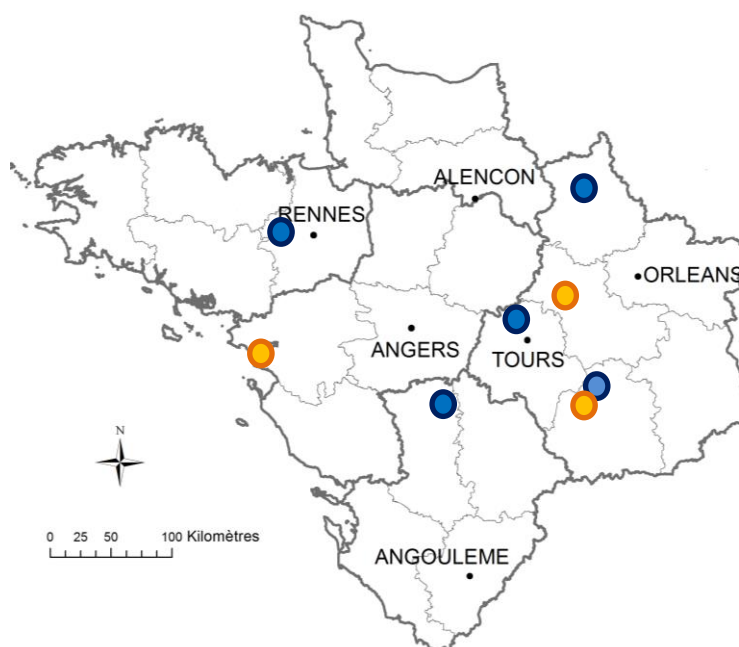 ALENCON
RENNES
ORLEANS
ANGERS
TOURS
N
0 25 50 100 Kilomètres
ANGOULEME